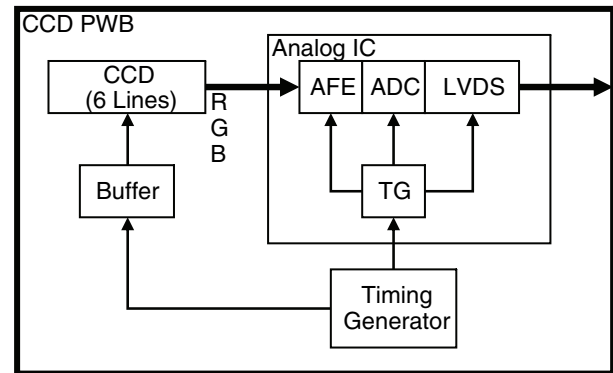 CCD PWB
Analog IC
CCD
(6 Lines)
R
G
B
AFE
ADC
LVDS
Buffer
TG
Timing
Generator